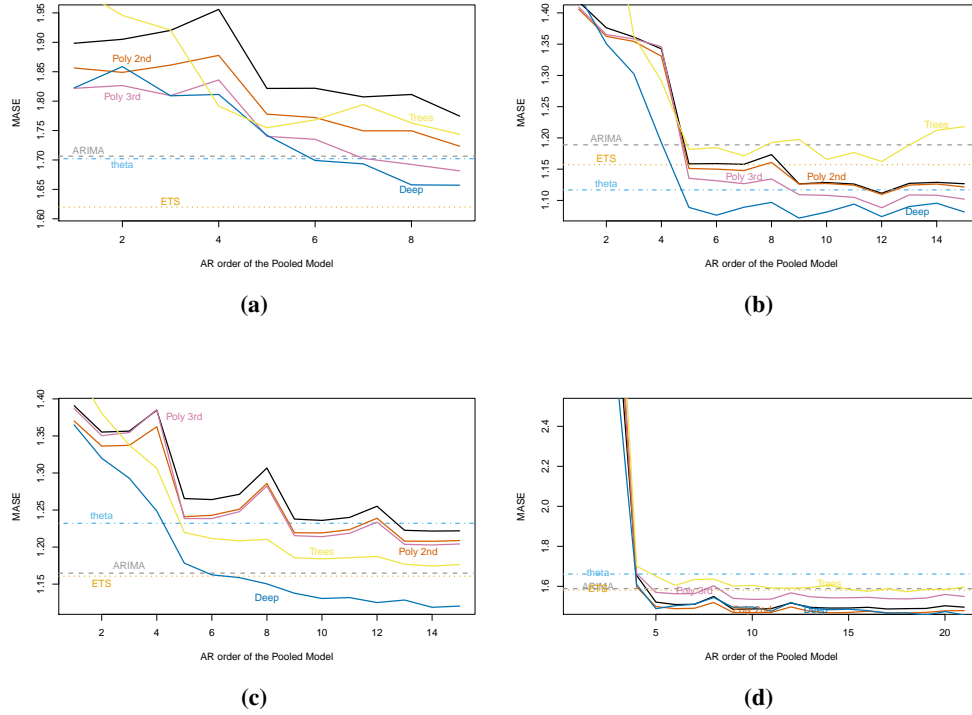 MASE
1.60 1.65 1.70 1.75 1.80 1.85 1.90 1.95
Poly 2nd
Poly 3rd
Trees
ARIMA
theta
Deep
ETS
2 4 6 8
AR order of the Pooled Model
(a)
MASE
1.10 1.15 1.20 1.25 1.30 1.35 1.40
Trees
ARIMA
ETS
Poly 3rd
Poly 2nd
theta
Deep
2 4 6 8 10 12 14
AR order of the Pooled Model
(b)
MASE
1.15 1.20 1.25 1.30 1.35 1.40
Poly 3rd
theta
Trees
Poly 2nd
ARIMA
ETS
Deep
2 4 6 8 10 12 14
AR order of the Pooled Model
(c)
MASE
1.6 1.8 2.0 2.2 2.4
theta
ARIMA
ETS
Poly 3rd
Trees
Poly 2nd
Deep
5 10 15 20
AR order of the Pooled Model
(d)